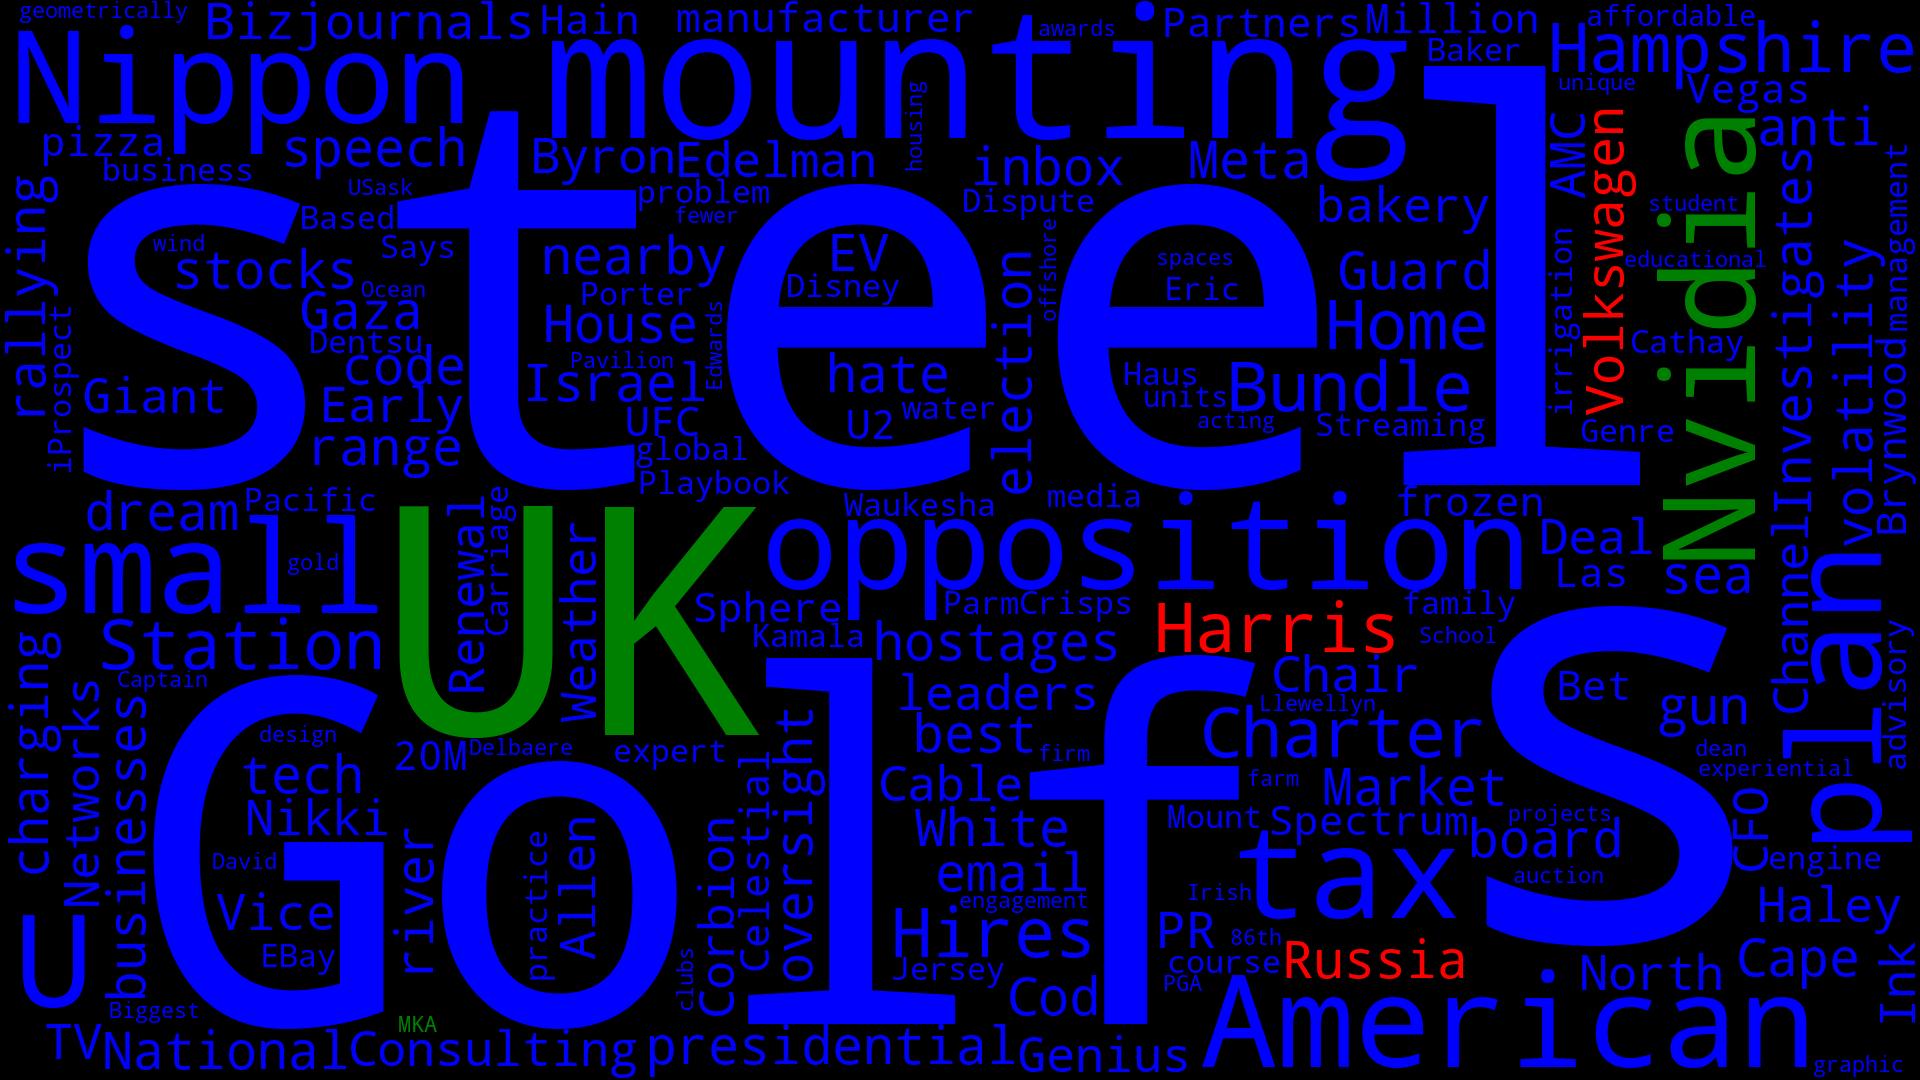 geometrically
Bizjournals
Hain
manufacturer
awards
Partners
Million
affordable
Nippon
mounting
Baker
Hampshire
unique
Vegas
pizza
speech
business
housing
Byron
Edelman
inbox
Meta
AMC
Volkswagen
Nvidia
anti
steel
USask
Based
problem
fewer
Dispute
bakery
student
rallying
wind
stocks
Says
nearby
EV
Disney
Porter
spaces
Eric
Guard
educational
offshore
irrigation
Investigates
management
Ocean
Gaza
Dentsu
code
House
Pavilion
Edwards
election
Home
Cathay
volatility
iProspect
Giant
Early
range
Israel
hate
U2
water
UFC
global
Playbook
Haus
units
acting
Bundle
Streaming
Genre
Brynwood
dream
Pacific
Waukesha
media
frozen
small
gold
UK
Renewal
Carriage
Weather
opposition
Deal
Las
sea
Station
Sphere
ParmCrisps
Harris
family
School
Kamala
hostages
Channel
plan
advisory
charging
Networks
businesses
Captain
leaders
Chair
Llewellyn
S
Bet
gun
design
20M
Delbaere
expert
best
firm
Charter
dean
experiential
Golf
tech
Nikki
Celestial
oversight
Cable
farm
Market
projects
CFO
David
river
practice
Allen
Corbion
White
Mount
Spectrum
board
engine
Vice
email
engagement
Irish
tax
auction
Haley
EBay
Hires
PR
86th
U
clubs
Jersey
course
Russia
North
Cape
Ink
Biggest
Cod
PGA
American
MKA
TV
National
Consulting
presidential
Genius
graphic